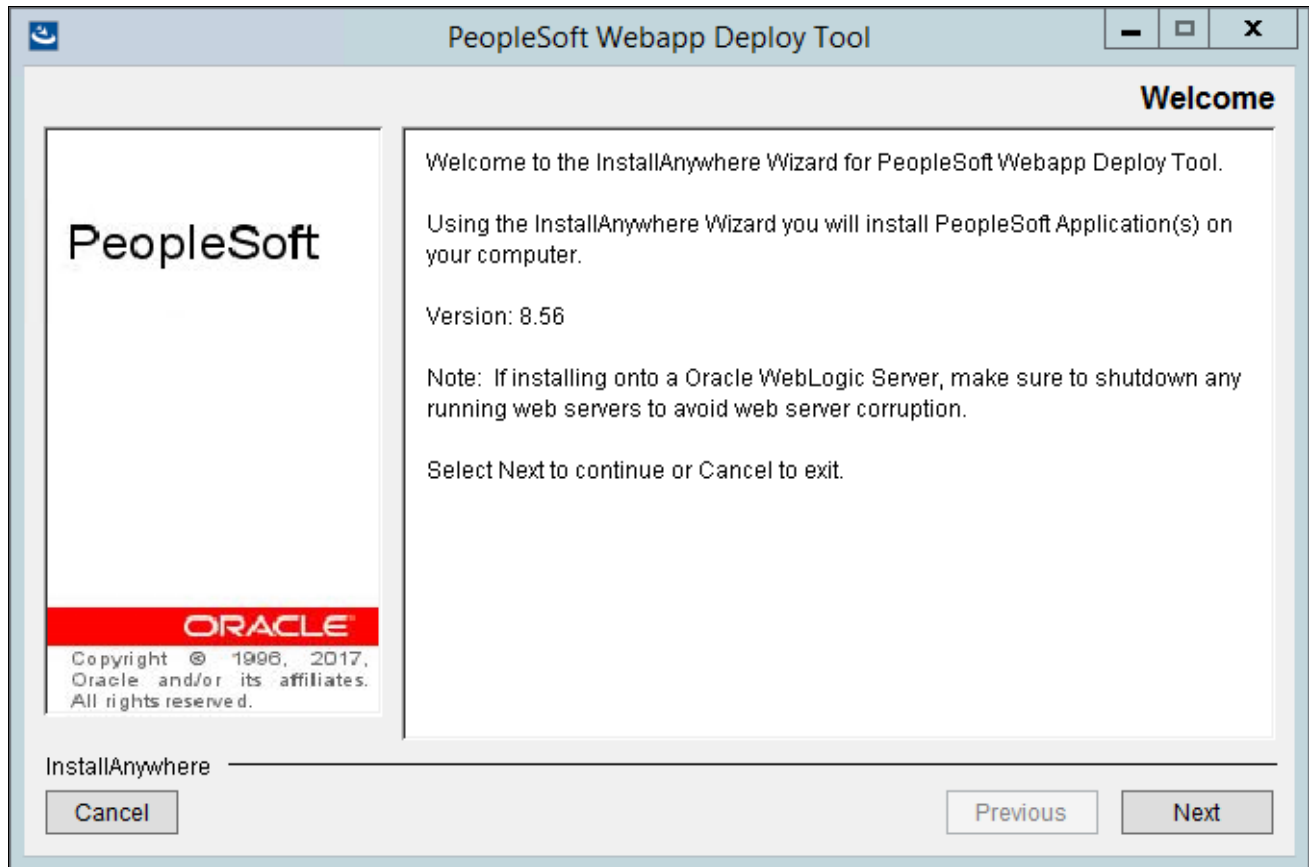 PeopleSoft Webapp Deploy Tool
Welcome
PeopleSoft
ORACLE
Copyright © 1996, 2017,
Oracle and/or its affiliates.
All rights reserved.
Welcome to the InstallAnywhere Wizard for PeopleSoft Webapp Deploy Tool.
Using the InstallAnywhere Wizard you will install PeopleSoft Application(s) on
your computer.
Version: 8.56
Note:  If installing onto a Oracle WebLogic Server, make sure to shutdown any
running web servers to avoid web server corruption.
Select Next to continue or Cancel to exit.
InstallAnywhere
Cancel
Previous
Next